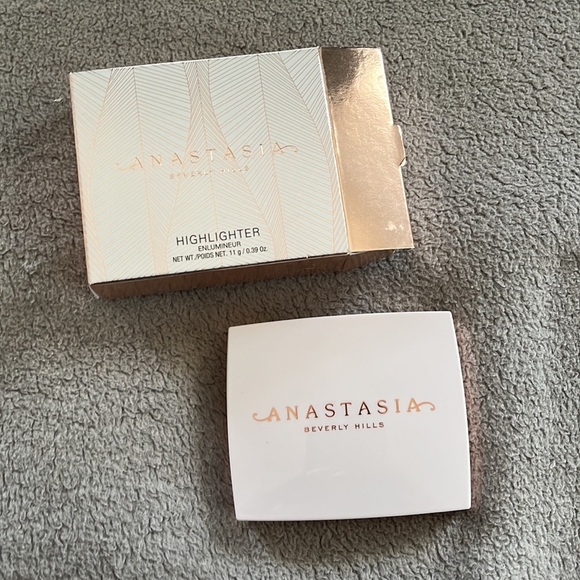 ANASTASIA
BEVERLY HILLS
HIGHLIGHTER
ENLUMINEUR
NET WT./POIDS NET. 11 g / 0.39 Oz.
ANASTASIA
BEVERLY HILLS